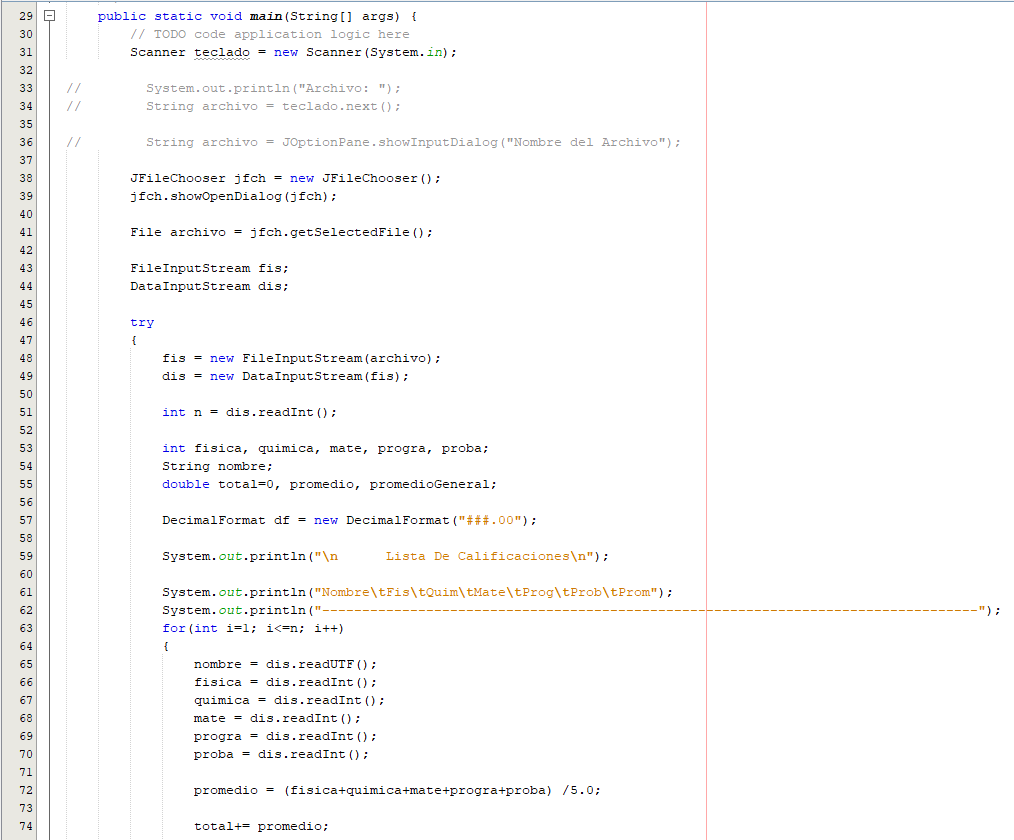 29 public static void main(String[] args) {
30 // TODO code application logic here
31 Scanner teclado = new Scanner(System.in);
32
33 // System.out.println("Archivo: ");
34 // String archivo = teclado.next();
35
36 // String archivo = JOptionPane.showInputDialog("Nombre del Archivo");
37
38 JFileChooser jfch = new JFileChooser();
39 jfch.showOpenDialog(jfch);
40
41 File archivo = jfch.getSelectedFile();
42
43 FileInputStream fis;
44 DataInputStream dis;
45
46 try
47 {
48 fis = new FileInputStream(archivo);
49 dis = new DataInputStream(fis);
50
51 int n = dis.readInt();
52
53 int fisica, quimica, mate, progra, proba;
54 String nombre;
55 double total=0, promedio, promedioGeneral;
56
57 DecimalFormat df = new DecimalFormat("###.00");
58
59 System.out.println("\n      Lista De Calificaciones\n");
60
61 System.out.println("Nombre\tFis\tQuim\tMate\tProg\tProb\tProm");
62 System.out.println("----------------------------------------------------------------------------------");
63 for(int i=1; i<=n; i++)
64 {
65 nombre = dis.readUTF();
66 fisica = dis.readInt();
67 quimica = dis.readInt();
68 mate = dis.readInt();
69 progra = dis.readInt();
70 proba = dis.readInt();
71
72 promedio = (fisica+quimica+mate+progra+proba) /5.0;
73
74 total+= promedio;